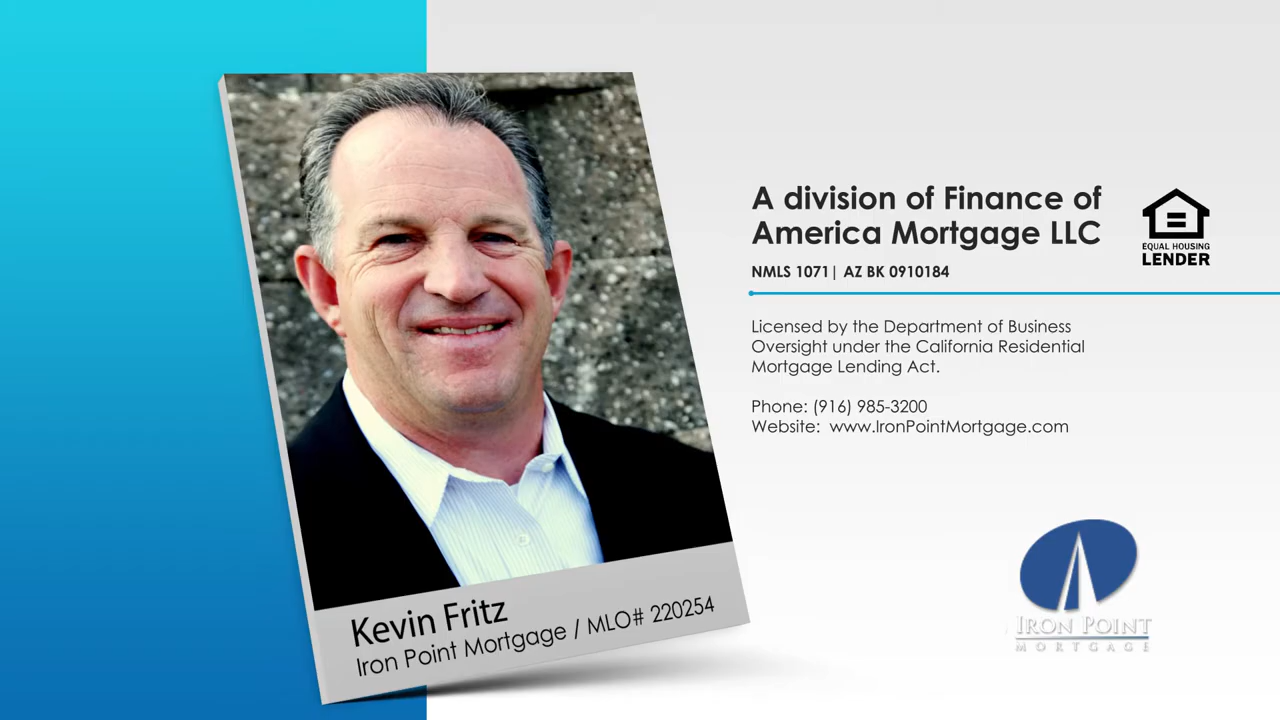 A division of Finance of
America Mortgage LLC
NMLS 1071| AZ BK 0910184
EQUAL HOUSING
LENDER
Licensed by the Department of Business
Oversight under the California Residential
Mortgage Lending Act.
Phone: (916) 985-3200
Website: www.IronPointMortgage.com
Kevin Fritz
Iron Point Mortgage / MLO# 220254
IRON POINT
MORTGAGE